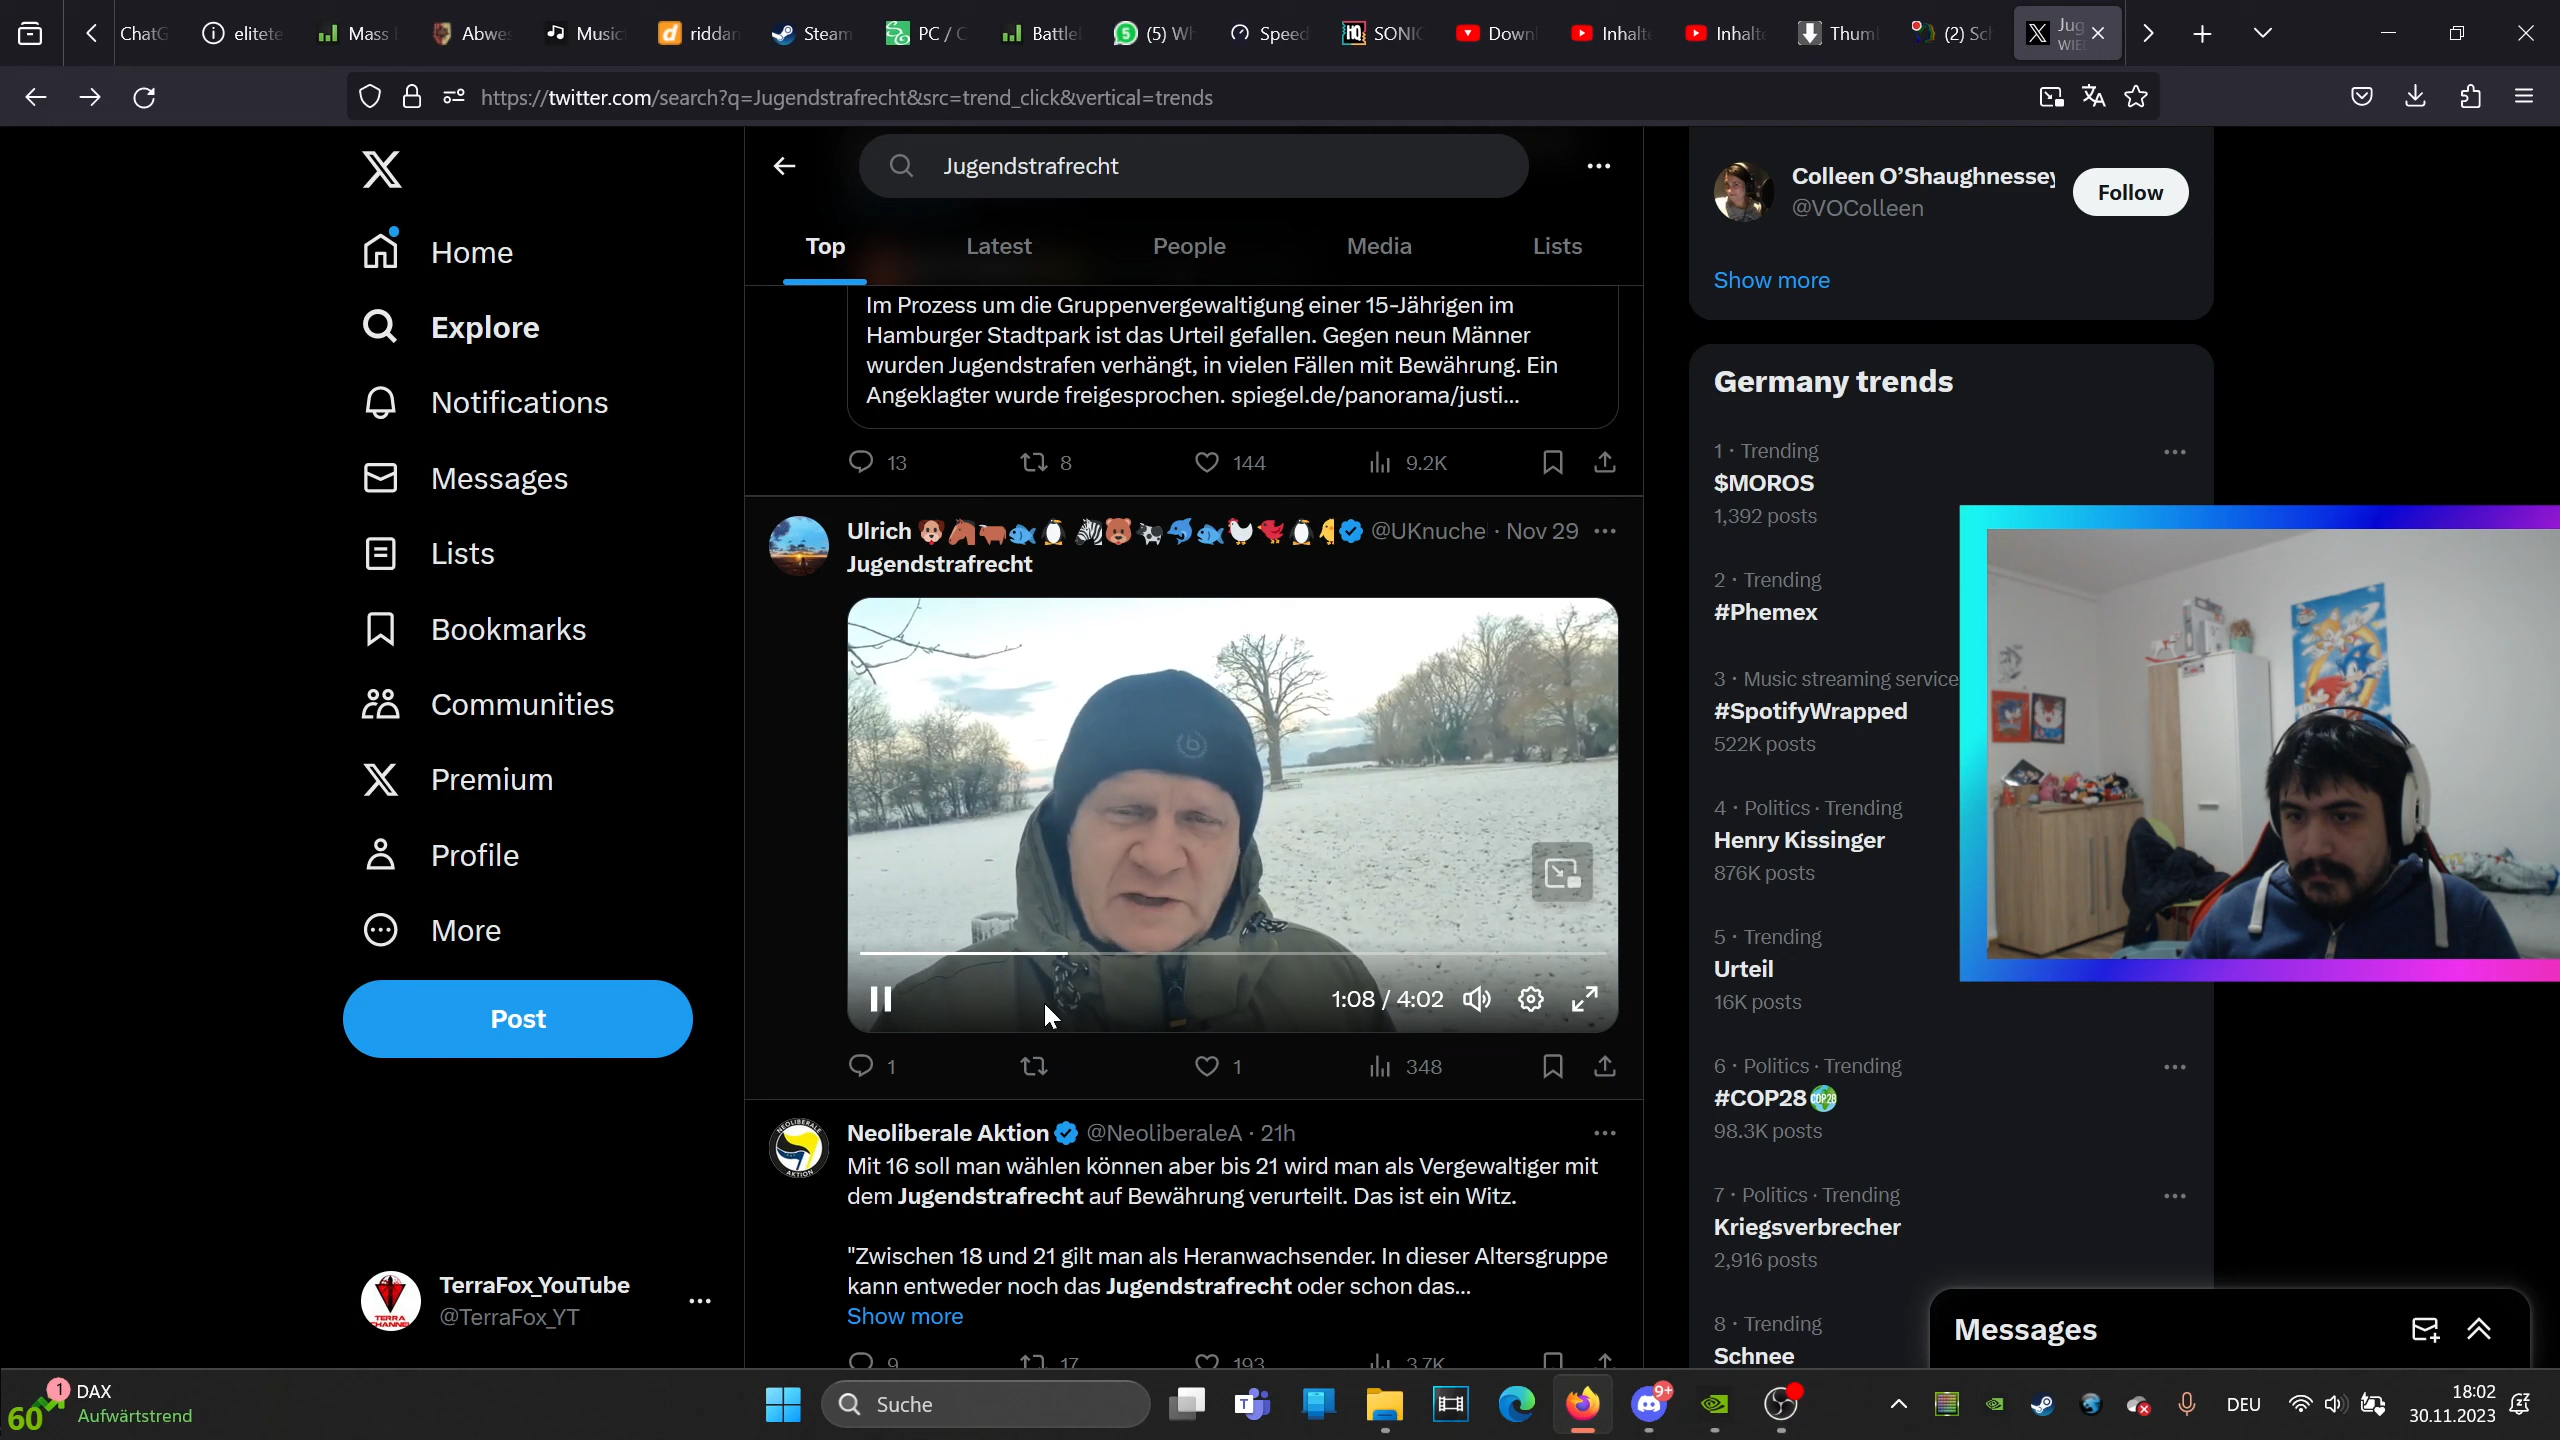 ChatG
elitete
Mass
Abwe
Music
riddar
Steam
PC / C
Battle
(5) Wh
Speed
SONIC
Down
Inhalt
Inhalt
Thum
(2) Sc
Jug
WIE
https://twitter.com/search?q=Jugendstrafrecht&src=trend_click&vertical=trends
Home
Explore
Notifications
Messages
Lists
Bookmarks
Communities
Premium
Profile
More
Post
TerraFox_YouTube
@TerraFox_YT
Jugendstrafrecht
Top
Latest
People
Media
Lists
Im Prozess um die Gruppenvergewaltigung einer 15-Jährigen im
Hamburger Stadtpark ist das Urteil gefallen. Gegen neun Männer
wurden Jugendstrafen verhängt, in vielen Fällen mit Bewährung. Ein
Angeklagter wurde freigesprochen. spiegel.de/panorama/justi...
13
8
144
9.2K
Ulrich @UKnuche · Nov 29
Jugendstrafrecht
1:08 / 4:02
1
1
348
Neoliberale Aktion @NeoliberaleA · 21h
Mit 16 soll man wählen können aber bis 21 wird man als Vergewaltiger mit
dem Jugendstrafrecht auf Bewährung verurteilt. Das ist ein Witz.
"Zwischen 18 und 21 gilt man als Heranwachsender. In dieser Altersgruppe
kann entweder noch das Jugendstrafrecht oder schon das...
Show more
9
17
193
3.7K
Colleen O'Shaughnessey
@VOColleen
Follow
Show more
Germany trends
1 · Trending
$MOROS
1,392 posts
2 · Trending
#Phemex
3 · Music streaming service
#SpotifyWrapped
522K posts
4 · Politics · Trending
Henry Kissinger
876K posts
5 · Trending
Urteil
16K posts
6 · Politics · Trending
#COP28
98.3K posts
7 · Politics · Trending
Kriegsverbrecher
2,916 posts
8 · Trending
Schnee
Messages
60
1
DAX
Aufwärtstrend
Suche
9+
DEU
18:02
30.11.2023